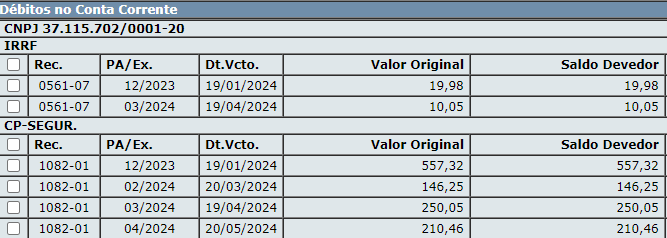 Débitos no Conta Corrente
CNPJ 37.115.702/0001-20
IRRF
Rec. PA/Ex. Dt.Vcto. Valor Original Saldo Devedor
0561-07 12/2023 19/01/2024 19,98 19,98
0561-07 03/2024 19/04/2024 10,05 10,05
CP-SEGUR.
Rec. PA/Ex. Dt.Vcto. Valor Original Saldo Devedor
1082-01 12/2023 19/01/2024 557,32 557,32
1082-01 02/2024 20/03/2024 146,25 146,25
1082-01 03/2024 19/04/2024 250,05 250,05
1082-01 04/2024 20/05/2024 210,46 210,46